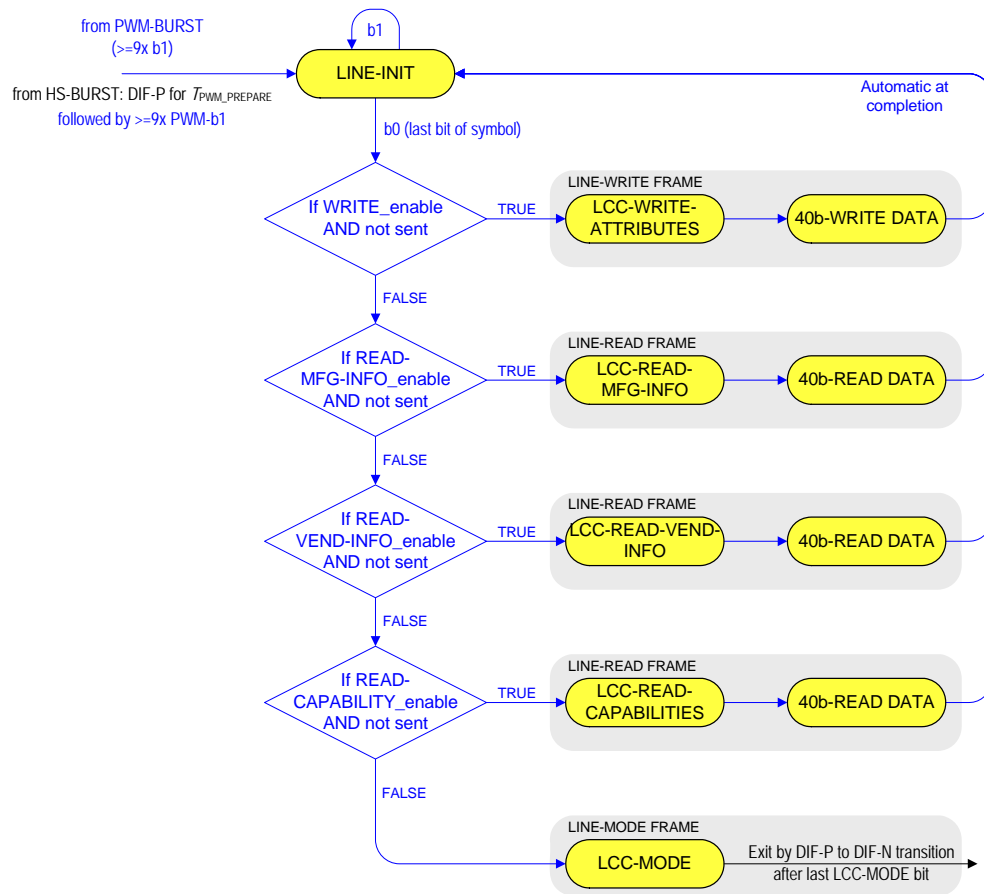 from PWM-BURST
(>=9x b1)
b1
LINE-INIT
from HS-BURST: DIF-P for TPWM_PREPARE
followed by >=9x PWM-b1
Automatic at
completion
b0 (last bit of symbol)
If WRITE_enable
AND not sent
TRUE
LINE-WRITE FRAME
LCC-WRITE-
ATTRIBUTES
40b-WRITE DATA
FALSE
If READ-
MFG-INFO_enable
AND not sent
TRUE
LINE-READ FRAME
LCC-READ-
MFG-INFO
40b-READ DATA
FALSE
If READ-
VEND-INFO_enable
AND not sent
TRUE
LINE-READ FRAME
LCC-READ-VEND-
INFO
40b-READ DATA
FALSE
If READ-
CAPABILITY_enable
AND not sent
TRUE
LINE-READ FRAME
LCC-READ-
CAPABILITIES
40b-READ DATA
FALSE
LINE-MODE FRAME
LCC-MODE
Exit by DIF-P to DIF-N transition
after last LCC-MODE bit